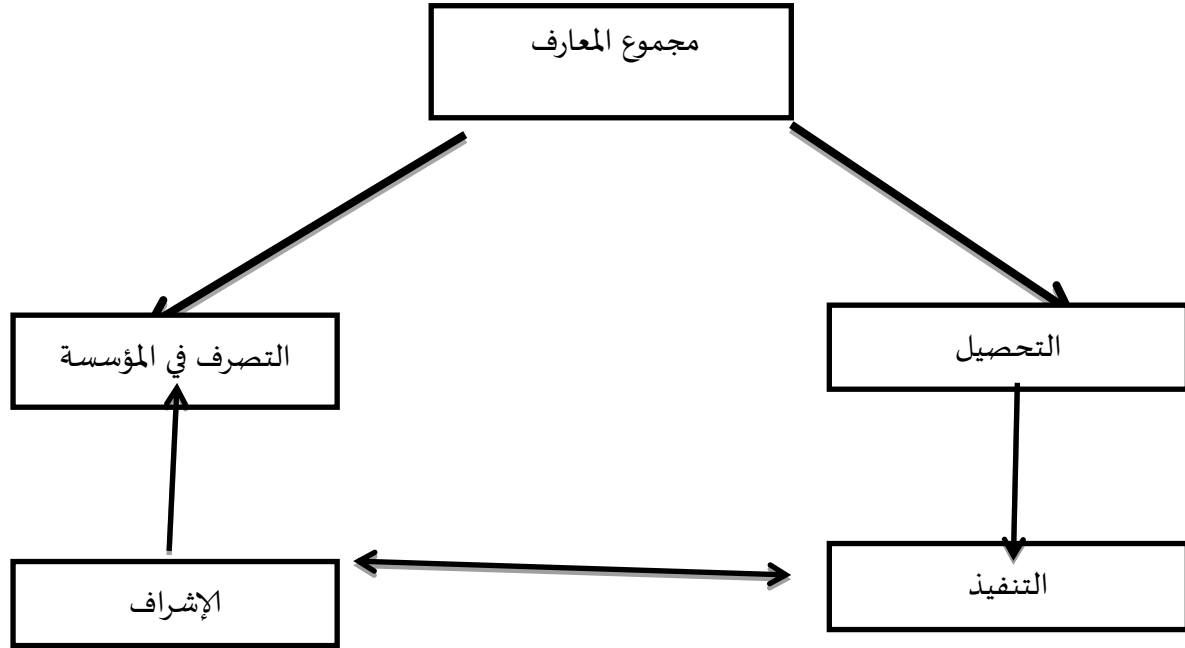 مجموع المعارف
التحصيل
التصرف في المؤسسة
التنفيذ
الإشراف